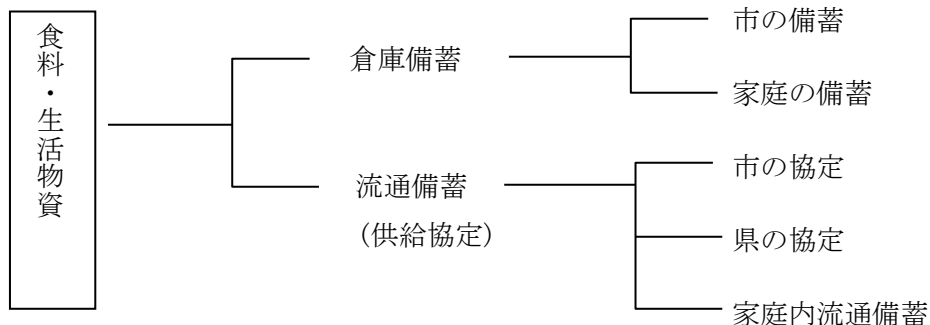 食料・生活物資
倉庫備蓄
市の備蓄
家庭の備蓄
流通備蓄
（供給協定）
市の協定
県の協定
家庭内流通備蓄